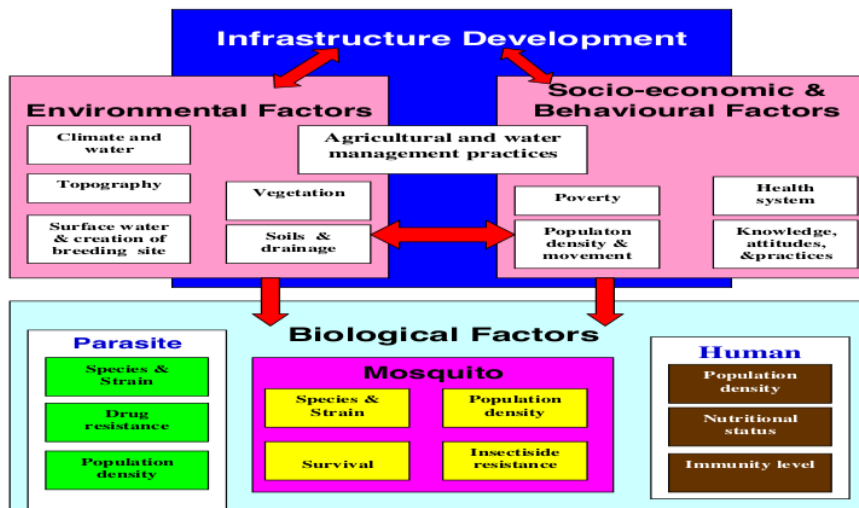 Infrastructure Development
Environmental Factors
Socio-economic &
Behavioural Factors
Climate and
water
Agricultural and water
management practices
Topography
Vegetation
Poverty
Health
system
Surface water
& creation of
breeding site
Soils &
drainage
Populaton
density &
movement
Knowledge,
attitudes,
&practices
Biological Factors
Parasite
Species &
Strain
Drug
resistance
Population
density
Mosquito
Species &
Strain
Population
density
Survival
Insectiside
resistance
Human
Population
density
Nutritional
status
Immunity level